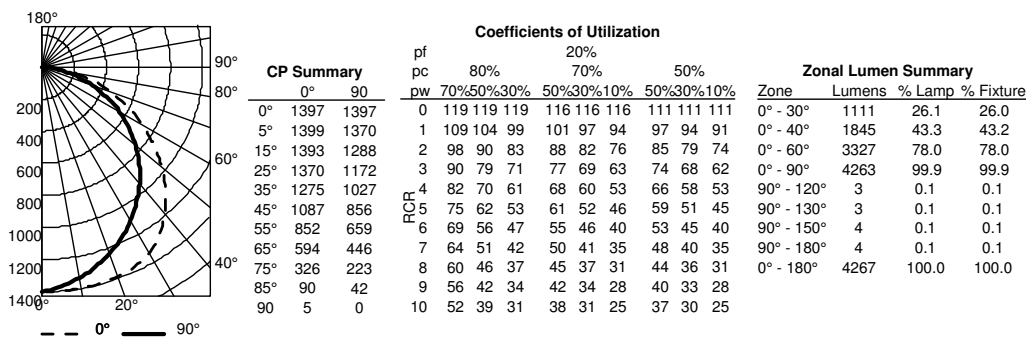 180°
90°
80°
60°
40°
20°
0°
200
400
600
800
1000
1200
1400
0° 90°
CP Summary
0° 90
0° 1397 1397
5° 1399 1370
15° 1393 1288
25° 1370 1172
35° 1275 1027
45° 1087 856
55° 852 659
65° 594 446
75° 326 223
85° 90 42
90 5 0
Coefficients of Utilization
pf 20%
pc 80% 70% 50%
pw 70%50%30% 50%30%10% 50%30%10%
RCR
0 119 119 119 116 116 116 111 111 111
1 109 104 99 101 97 94 97 94 91
2 98 90 83 88 82 76 85 79 74
3 90 79 71 77 69 63 74 68 62
4 82 70 61 68 60 53 66 58 53
5 75 62 53 61 52 46 59 51 45
6 69 56 47 55 46 40 53 45 40
7 64 51 42 50 41 35 48 40 35
8 60 46 37 45 37 31 44 36 31
9 56 42 34 42 34 28 40 33 28
10 52 39 31 38 31 25 37 30 25
Zonal Lumen Summary
Zone Lumens % Lamp % Fixture
0° - 30° 1111 26.1 26.0
0° - 40° 1845 43.3 43.2
0° - 60° 3327 78.0 78.0
0° - 90° 4263 99.9 99.9
90° - 120° 3 0.1 0.1
90° - 130° 3 0.1 0.1
90° - 150° 4 0.1 0.1
90° - 180° 4 0.1 0.1
0° - 180° 4267 100.0 100.0